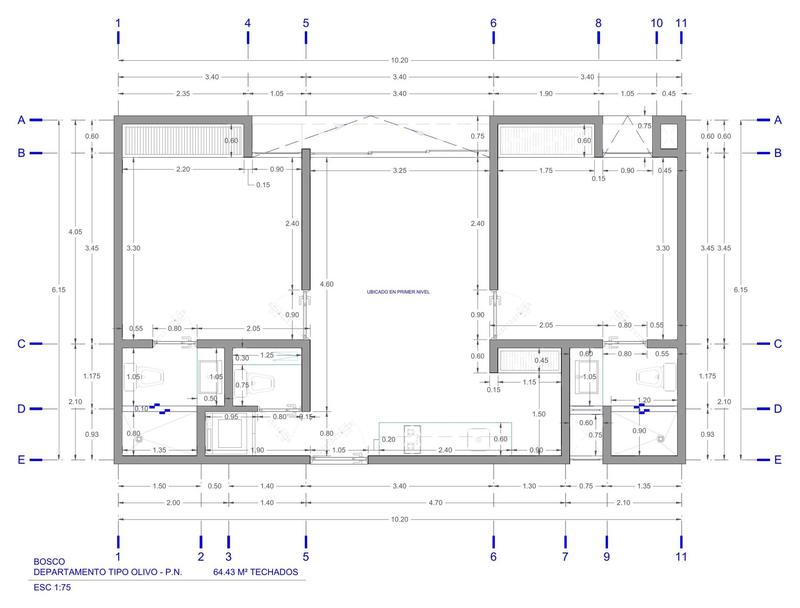 1 4 5 6 8 10 11
10.20
3.40 3.40 3.40
2.35 1.05 3.40 1.90 1.05 0.45
A A
0.60 0.60 0.75 0.60 0.75 0.60 0.60
B B
2.20 0.90 3.25 1.75 0.90 0.45
0.15 0.15
2.40 2.40
4.05
3.45 3.30 3.30 3.45 3.45
4.60
6.15 UBICADO EN PRIMER NIVEL 6.15
0.90 0.90
0.55 0.80 2.05 2.05 0.80 0.55
C C
0.30 1.25 0.60 0.45 0.60 0.80
1.175 1.05 1.05 0.75 1.05 1.175
0.50 0.15 1.15 1.20
2.10 2.10
0.10
D D
0.95 0.80 0.15 1.50 0.60
0.93 0.80 0.80 0.20 0.60 0.75 0.90 0.93
1.35 1.90 1.05 2.40 0.90
E E
1.50 0.50 1.40 3.40 1.30 0.75 1.35
2.00 1.40 4.70 2.10
10.20
1 2 3 5 6 7 9 11
BOSCO
DEPARTAMENTO TIPO OLIVO - P.N. 64.43 M² TECHADOS
ESC 1:75